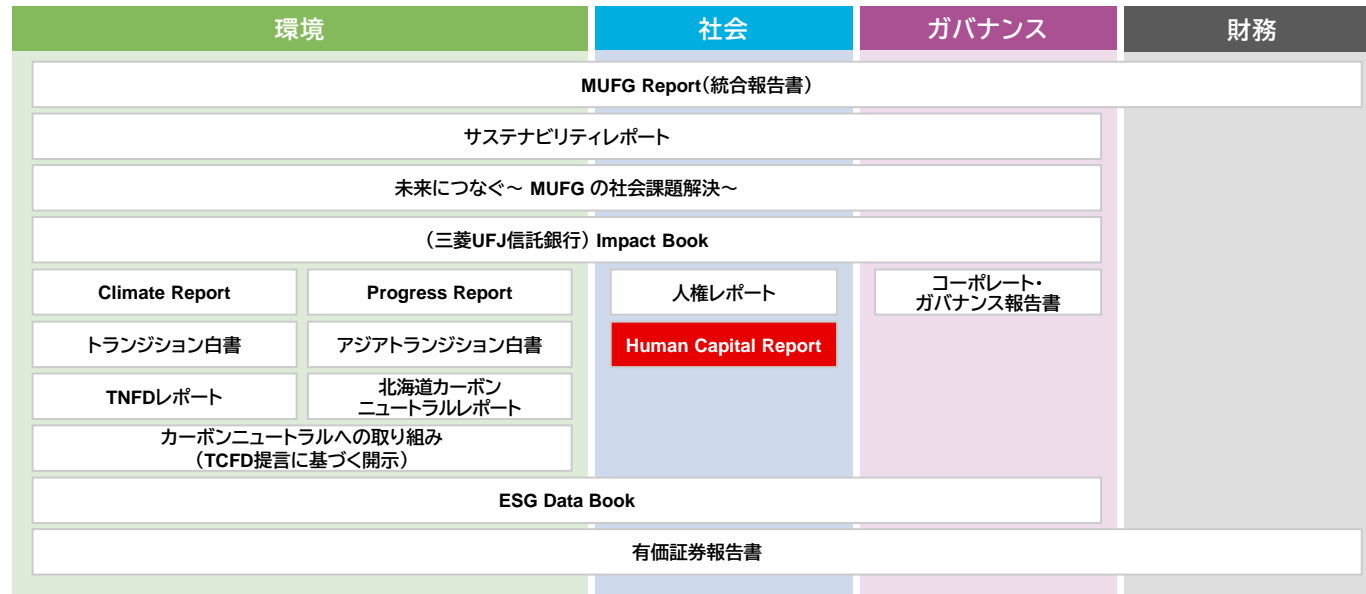 環境
社会
ガバナンス
財務
MUFG Report（統合報告書）
サステナビリティレポート
未来につなぐ～ MUFG の社会課題解決～
（三菱UFJ信託銀行） Impact Book
Climate Report
Progress Report
人権レポート
コーポレート・
ガバナンス報告書
トランジション白書
アジアトランジション白書
Human Capital Report
TNFDレポート
北海道カーボン
ニュートラルレポート
カーボンニュートラルへの取り組み
（TCFD提言に基づく開示）
ESG Data Book
有価証券報告書